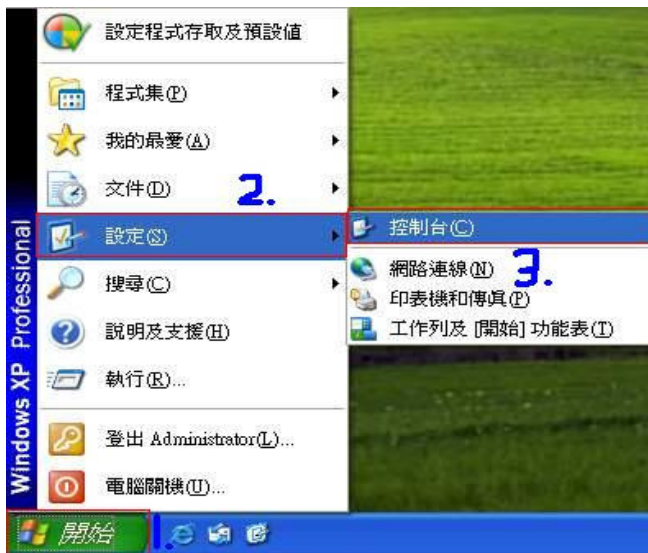 設定程式存取及預設值
程式集(P)
我的最愛(A)
文件(D)
2.
設定(S)
控制台(C)
搜尋(C)
網路連線(N)
3.
印表機和傳真(P)
說明及支援(H)
工作列及 [開始] 功能表(T)
執行(R)...
登出 Administrator(L)...
電腦關機(U)...
Windows XP Professional
開始
1.